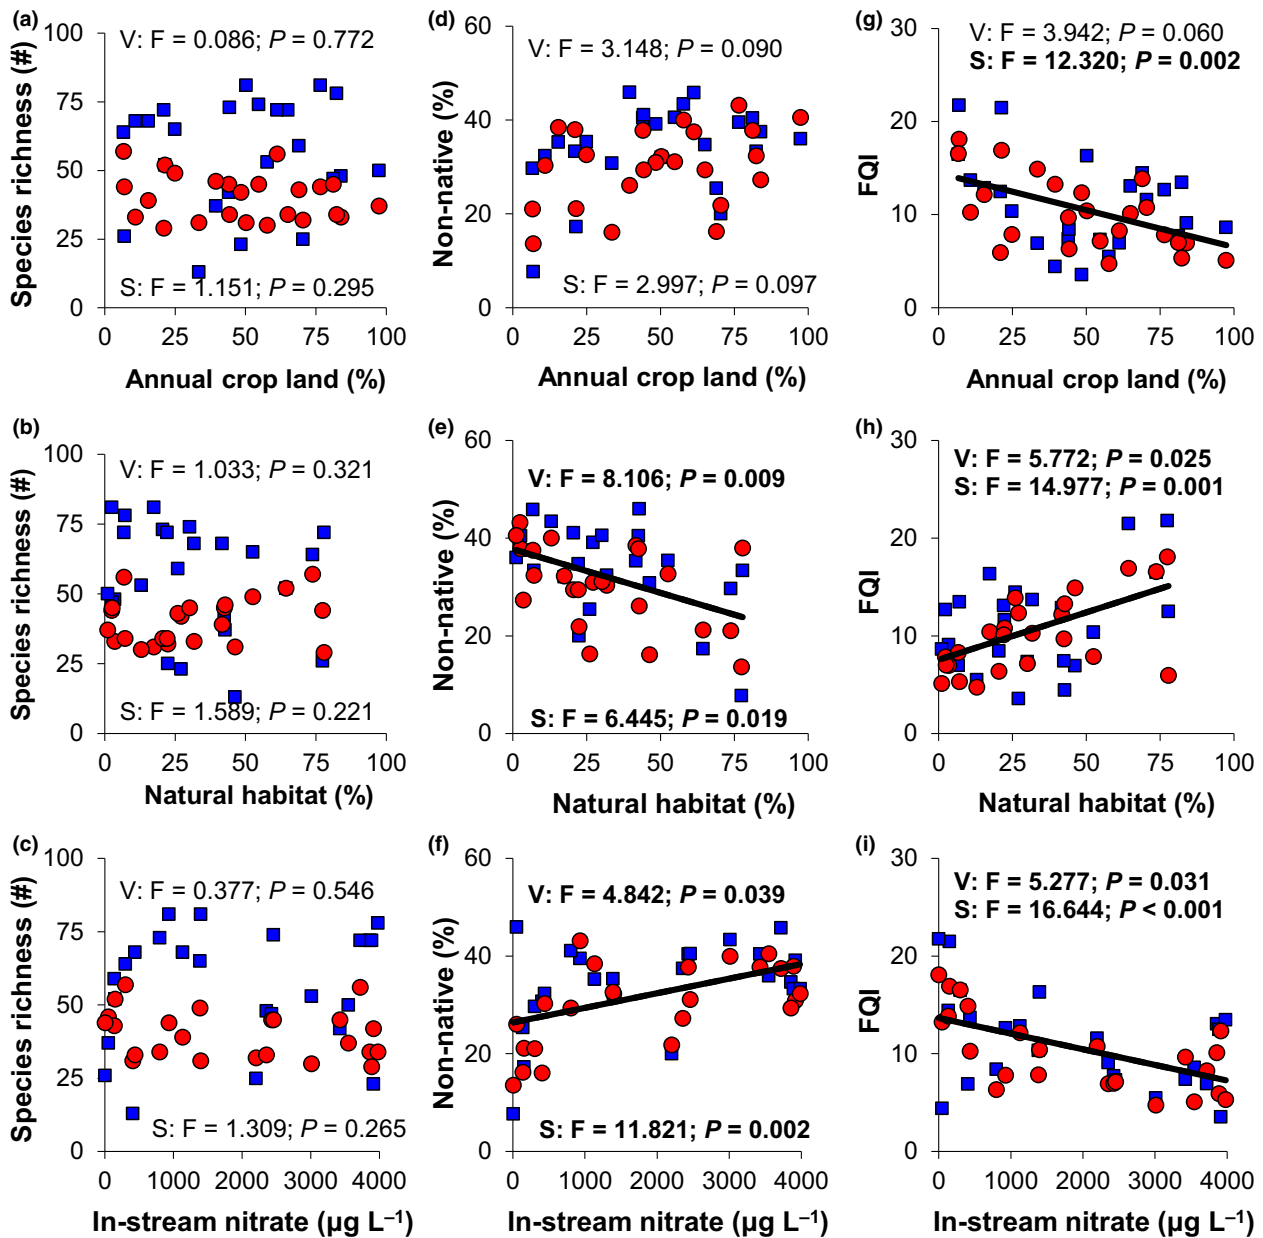 (a)
Species richness (#)
100
75
50
25
0
V: F = 0.086; P = 0.772
S: F = 1.151; P = 0.295
0 25 50 75 100
Annual crop land (%)
(d)
Non-native (%)
60
40
20
0
V: F = 3.148; P = 0.090
S: F = 2.997; P = 0.097
0 25 50 75 100
Annual crop land (%)
(g)
FQI
30
20
10
0
V: F = 3.942; P = 0.060
S: F = 12.320; P = 0.002
0 25 50 75 100
Annual crop land (%)
(b)
Species richness (#)
100
75
50
25
0
V: F = 1.033; P = 0.321
S: F = 1.589; P = 0.221
0 25 50 75 100
Natural habitat (%)
(e)
Non-native (%)
60
40
20
0
V: F = 8.106; P = 0.009
S: F = 6.445; P = 0.019
0 25 50 75 100
Natural habitat (%)
(h)
FQI
30
20
10
0
V: F = 5.772; P = 0.025
S: F = 14.977; P = 0.001
0 25 50 75 100
Natural habitat (%)
(c)
Species richness (#)
100
75
50
25
0
V: F = 0.377; P = 0.546
S: F = 1.309; P = 0.265
0 1000 2000 3000 4000
In-stream nitrate (µg L⁻¹)
(f)
Non-native (%)
60
40
20
0
V: F = 4.842; P = 0.039
S: F = 11.821; P = 0.002
0 1000 2000 3000 4000
In-stream nitrate (µg L⁻¹)
(i)
FQI
30
20
10
0
V: F = 5.277; P = 0.031
S: F = 16.644; P < 0.001
0 1000 2000 3000 4000
In-stream nitrate (µg L⁻¹)